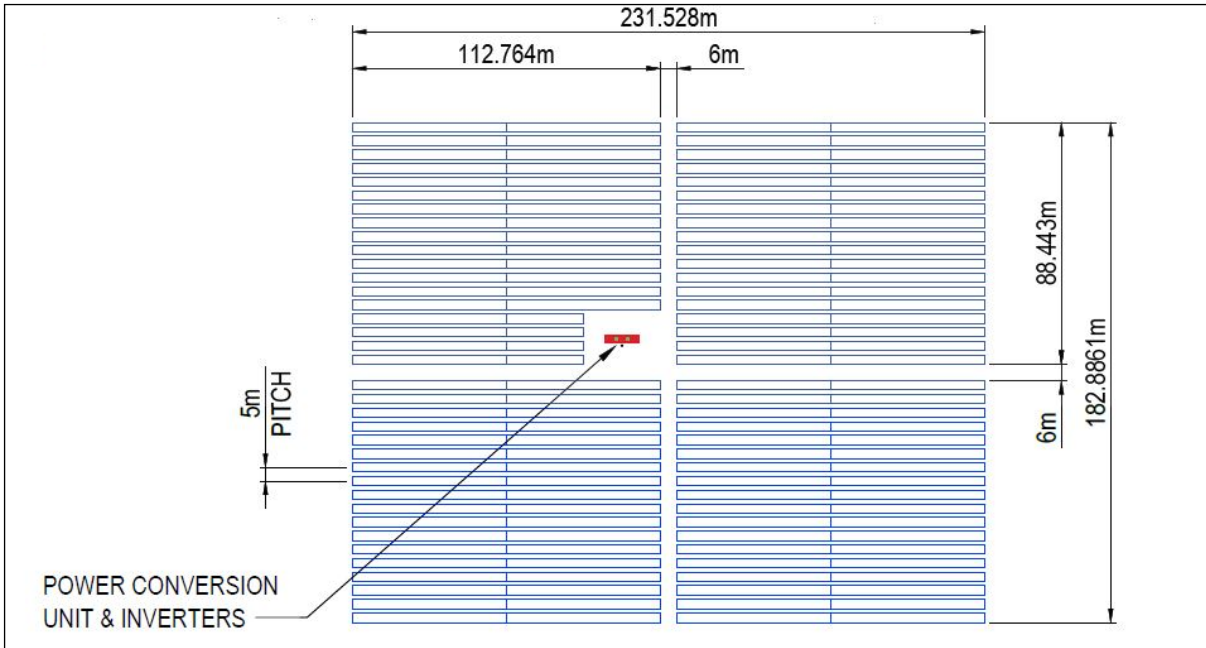 231.528m
112.764m
6m
88.443m
182.8861m
6m
5m
PITCH
POWER CONVERSION
UNIT & INVERTERS